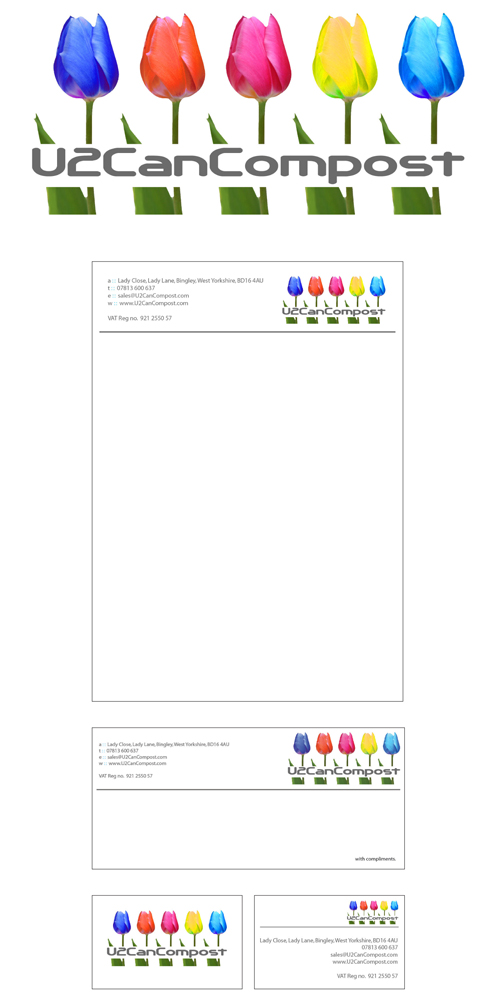 U2CanCompost
a :: Lady Close, Lady Lane, Bingley, West Yorkshire, BD16 4AU
t :: 07813 600 637
e :: sales@U2CanCompost.com
w :: www.U2CanCompost.com
VAT Reg no. 921 2550 57
U2CanCompost
a :: Lady Close, Lady Lane, Bingley, West Yorkshire, BD16 4AU
t :: 07813 600 637
e :: sales@U2CanCompost.com
w :: www.U2CanCompost.com
VAT Reg no. 921 2550 57
U2CanCompost
with compliments.
U2CanCompost
U2CanCompost
Lady Close, Lady Lane, Bingley, West Yorkshire, BD16 4AU
07813 600 637
sales@U2CanCompost.com
www.U2CanCompost.com
VAT Reg no. 921 2550 57